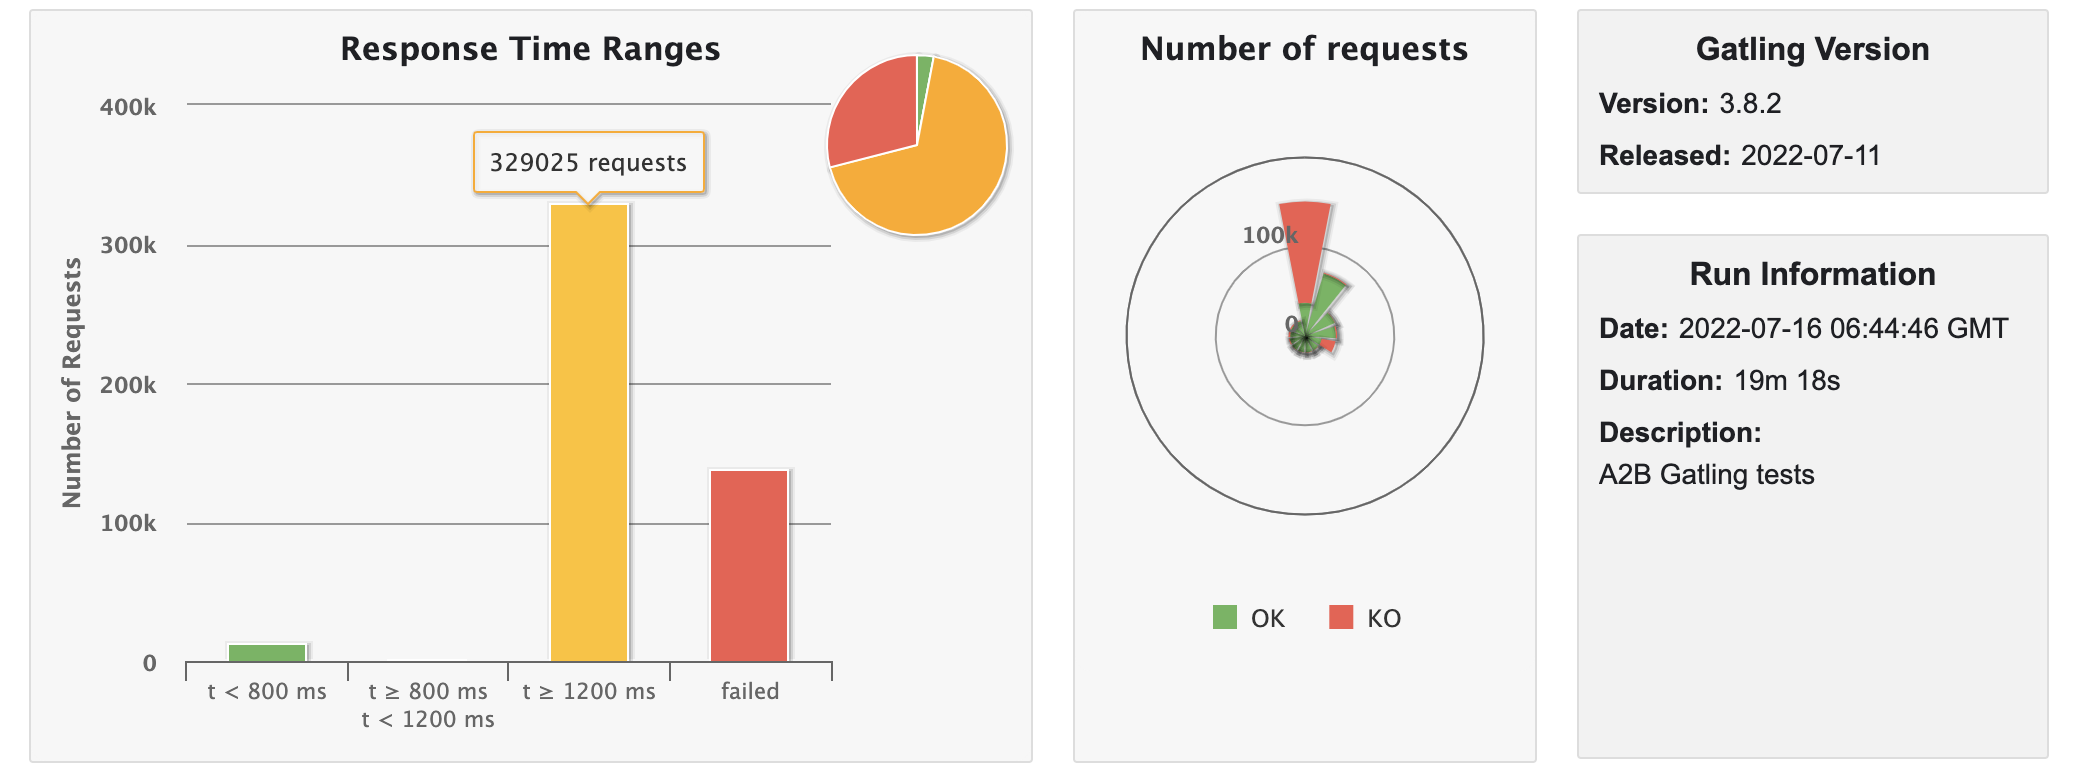 Response Time Ranges
400k
329025 requests
300k
200k
100k
0
Number of Requests
t < 800 ms
t ≥ 800 ms
t < 1200 ms
t ≥ 1200 ms
failed
Number of requests
100k
0
OK
KO
Gatling Version
Version: 3.8.2
Released: 2022-07-11
Run Information
Date: 2022-07-16 06:44:46 GMT
Duration: 19m 18s
Description:
A2B Gatling tests